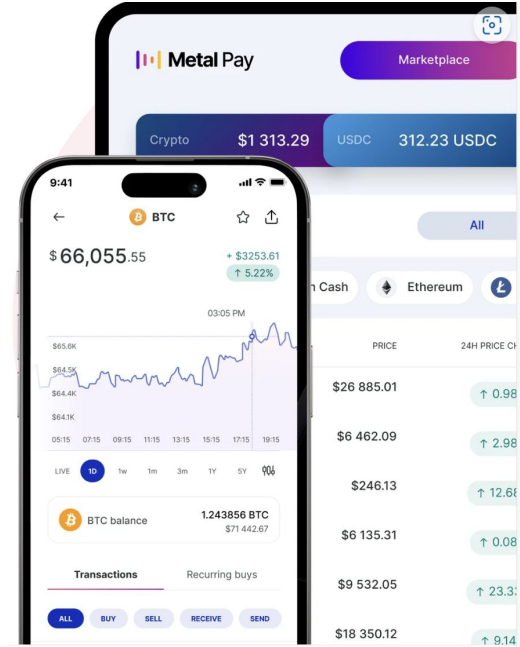 Metal Pay
Marketplace
Crypto $1 313.29
USDC 312.23 USDC
All
Cash Ethereum
PRICE 24H PRICE
$26 885.01 ↑ 0.98
$6 462.09 ↑ 2.98
$246.13 ↑ 12.68
$6 135.31 ↑ 0.08
$9 532.05 ↑ 23.33
$18 350.12 ↑ 9.14
9:41
BTC
$66,055.55
+ $3253.61
↑ 5.22%
03:05 PM
$65.6K
$64.5K
$64.4K
$64.1K
05:15 07:15 09:15 11:15 13:15 15:15 17:15 19:15
LIVE 1D 1w 1m 3m 1Y 5Y
BTC balance
1.243856 BTC
$71 442.67
Transactions Recurring buys
ALL BUY SELL RECEIVE SEND